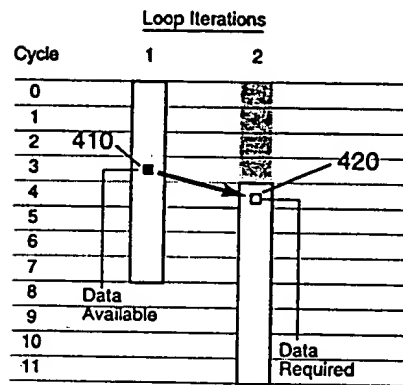 Loop Iterations
Cycle 1 2
0
1
2
410
3 420
4
5
6
7
8
Data
Available
9
10
Data
Required
11